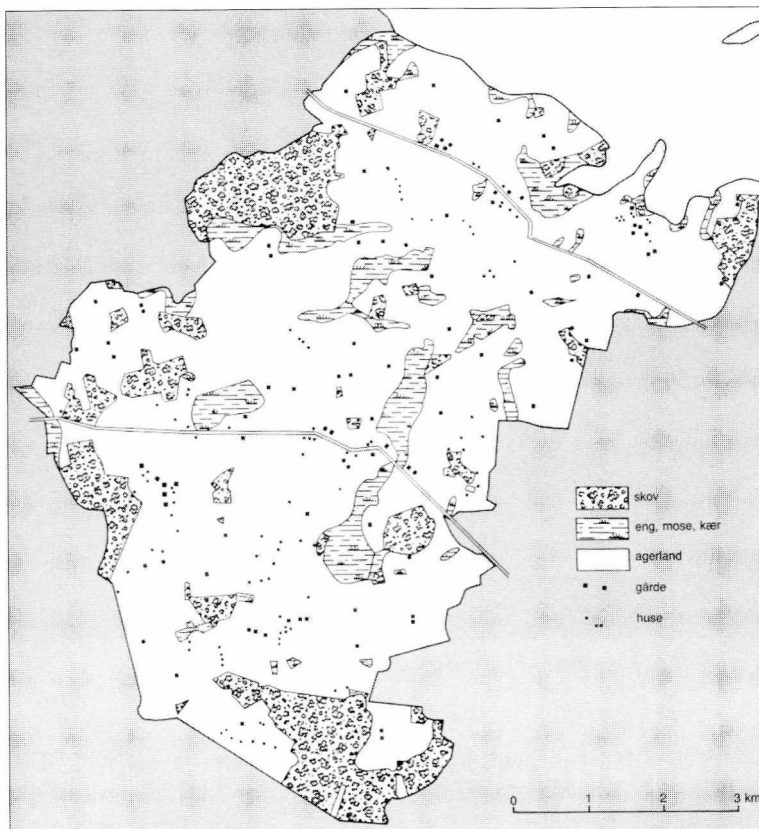 skov
eng, mose, kær
agerland
gårde
huse
0 1 2 3 km